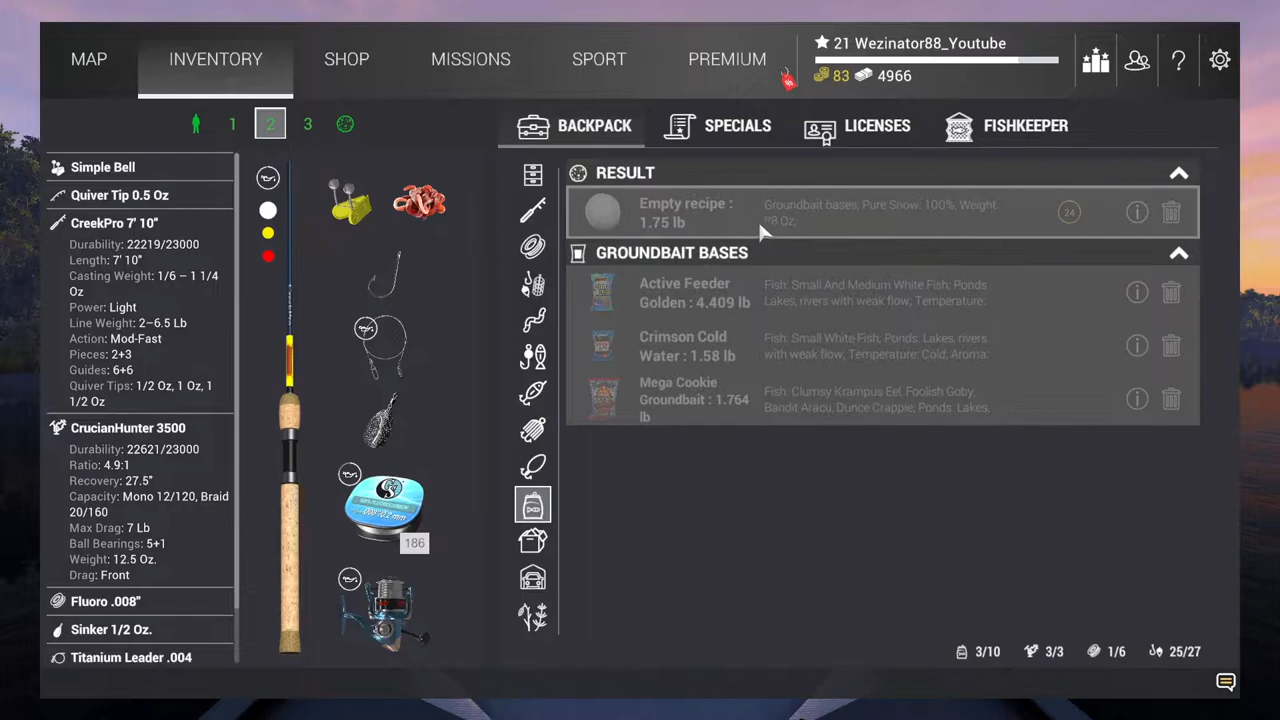 MAP
INVENTORY
SHOP
MISSIONS
SPORT
PREMIUM
21 Wezinator88_Youtube
83 4966
1
2
3
BACKPACK
SPECIALS
LICENSES
FISHKEEPER
Simple Bell
Quiver Tip 0.5 Oz
CreekPro 7' 10"
Durability: 22219/23000
Length: 7' 10"
Casting Weight: 1/6 – 1 1/4
Oz
Power: Light
Line Weight: 2–6.5 Lb
Action: Mod-Fast
Pieces: 2+3
Guides: 6+6
Quiver Tips: 1/2 Oz, 1 Oz, 1
1/2 Oz
CrucianHunter 3500
Durability: 22621/23000
Ratio: 4.9:1
Recovery: 27.5"
Capacity: Mono 12/120, Braid
20/160
Max Drag: 7 Lb
Ball Bearings: 5+1
Weight: 12.5 Oz.
Drag: Front
Fluoro .008"
Sinker 1/2 Oz.
Titanium Leader .004
.008"/0.2 mm
186
RESULT
Empty recipe :
1.75 lb
Groundbait bases; Pure Snow: 100%, Weight
28 Oz,
24
GROUNDBAIT BASES
Active Feeder
Golden : 4.409 lb
Fish: Small And Medium White Fish; Ponds
Lakes, rivers with weak flow, Temperature:
Crimson Cold
Water : 1.58 lb
Fish: Small White Fish; Ponds. Lakes, rivers
with weak flow, Temperature: Cold, Aroma:
Mega Cookie
Groundbait : 1.764
lb
Fish: Clumsy Krampus Eel, Foolish Goby,
Bandit Aracu, Dunce Crappie; Ponds: Lakes,
3/10
3/3
1/6
25/27